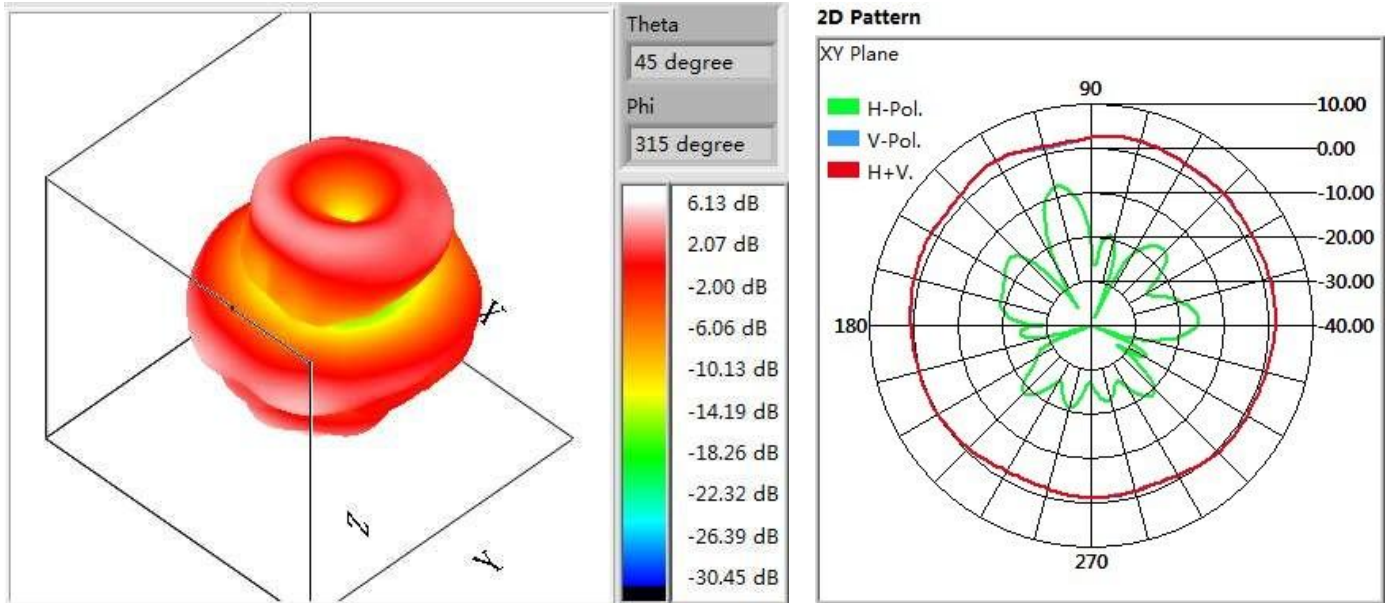 Theta
45 degree
Phi
315 degree
6.13 dB
2.07 dB
-2.00 dB
-6.06 dB
-10.13 dB
-14.19 dB
-18.26 dB
-22.32 dB
-26.39 dB
-30.45 dB
X
Z
Y
2D Pattern
XY Plane
H-Pol.
V-Pol.
H+V.
90
180
270
10.00
0.00
-10.00
-20.00
-30.00
-40.00